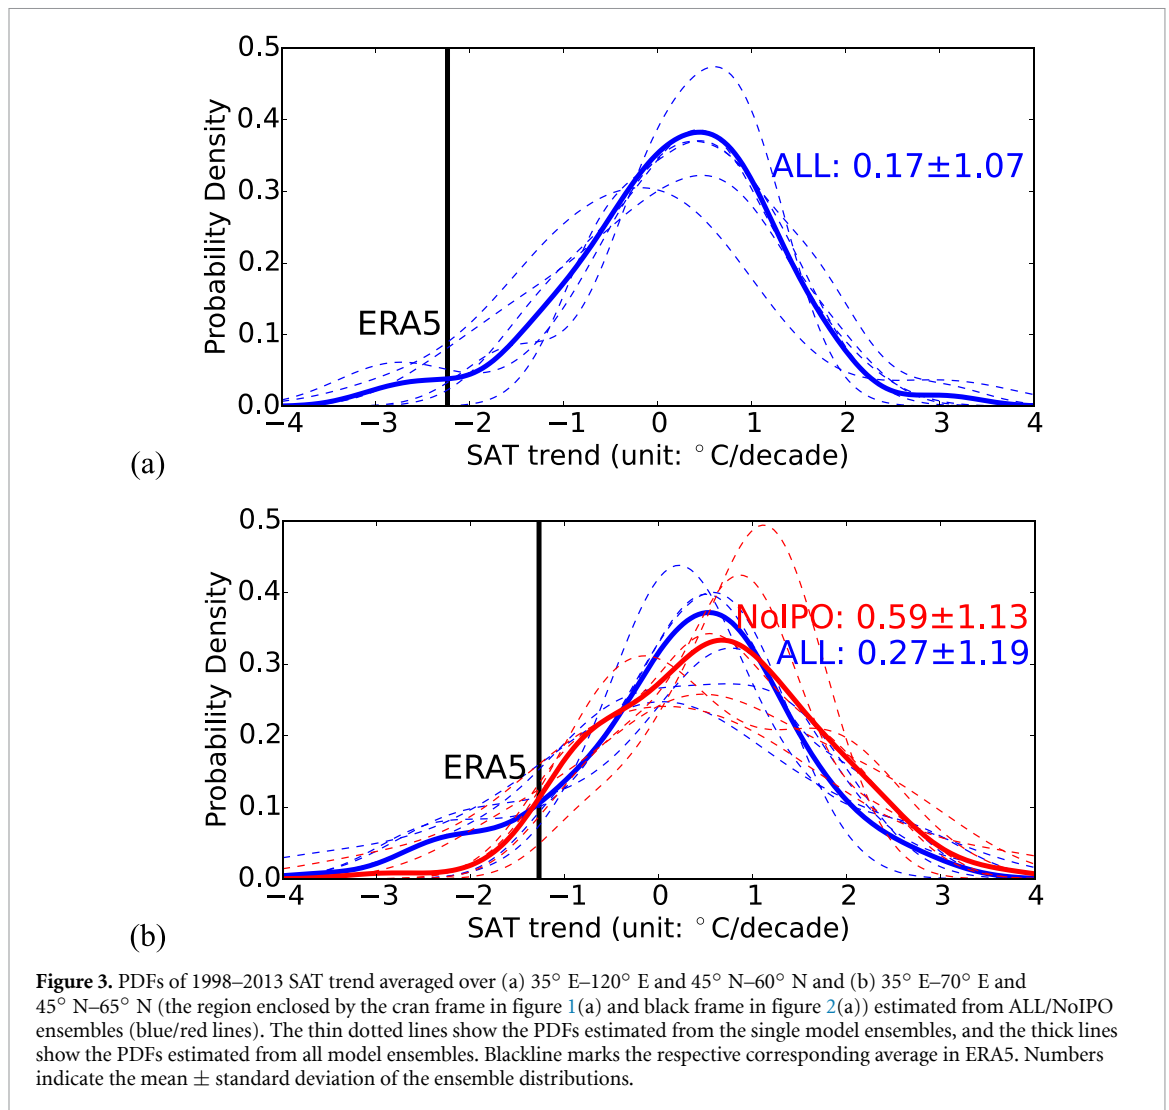 0.5
0.4
0.3
0.2
0.1
0.0
Probability Density
ALL: 0.17±1.07
ERA5
−4 −3 −2 −1 0 1 2 3 4
SAT trend (unit: °C/decade)
(a)
0.5
0.4
0.3
0.2
0.1
0.0
Probability Density
NoIPO: 0.59±1.13
ALL: 0.27±1.19
ERA5
−4 −3 −2 −1 0 1 2 3 4
SAT trend (unit: °C/decade)
(b)
Figure 3. PDFs of 1998–2013 SAT trend averaged over (a) 35° E–120° E and 45° N–60° N and (b) 35° E–70° E and
45° N–65° N (the region enclosed by the cran frame in figure 1(a) and black frame in figure 2(a)) estimated from ALL/NoIPO
ensembles (blue/red lines). The thin dotted lines show the PDFs estimated from the single model ensembles, and the thick lines
show the PDFs estimated from all model ensembles. Blackline marks the respective corresponding average in ERA5. Numbers
indicate the mean ± standard deviation of the ensemble distributions.